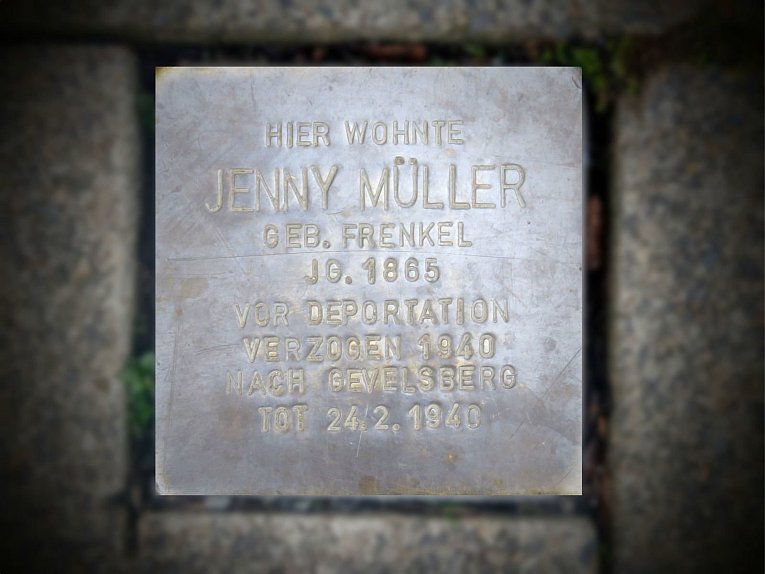 HIER WOHNTE
JENNY MÜLLER
GEB. FRENKEL
JG. 1865
VOR DEPORTATION
VERZOGEN 1940
NACH GEVELSBERG
TOT 24.2.1940